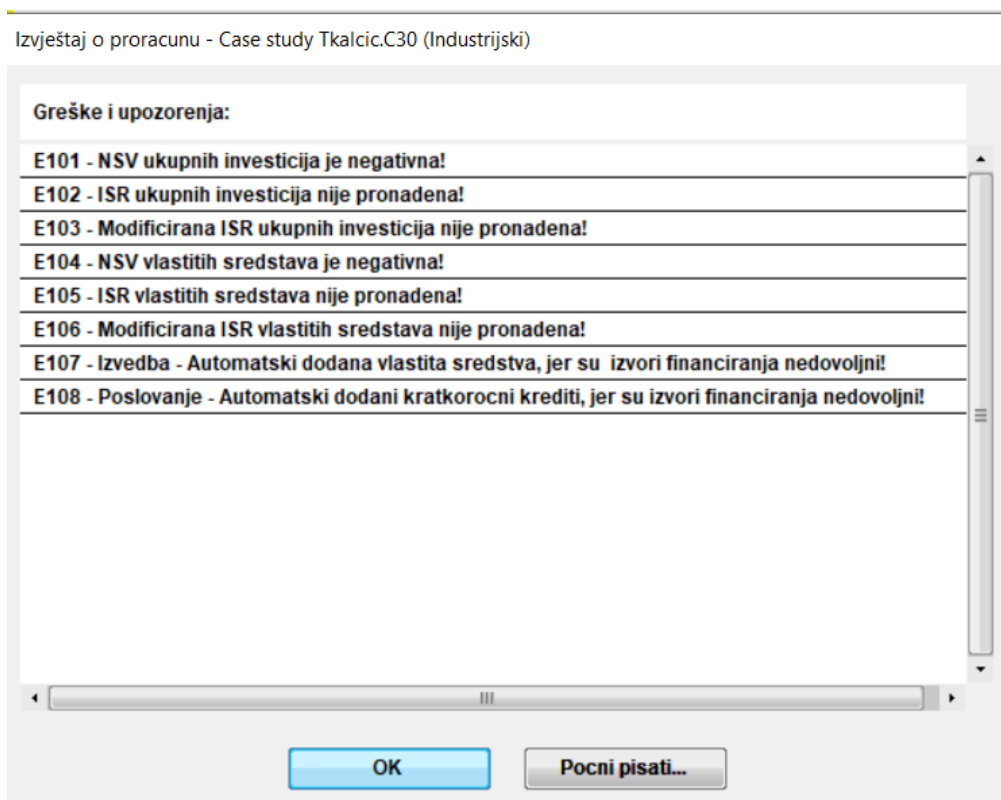 Izvještaj o proracunu - Case study Tkalcic.C30 (Industrijski)
Greške i upozorenja:
E101 - NSV ukupnih investicija je negativna!
E102 - ISR ukupnih investicija nije pronadena!
E103 - Modificirana ISR ukupnih investicija nije pronadena!
E104 - NSV vlastitih sredstava je negativna!
E105 - ISR vlastitih sredstava nije pronadena!
E106 - Modificirana ISR vlastitih sredstava nije pronadena!
E107 - Izvedba - Automatski dodana vlastita sredstva, jer su  izvori financiranja nedovoljni!
E108 - Poslovanje - Automatski dodani kratkorocni krediti, jer su izvori financiranja nedovoljni!
OK
Pocni pisati...